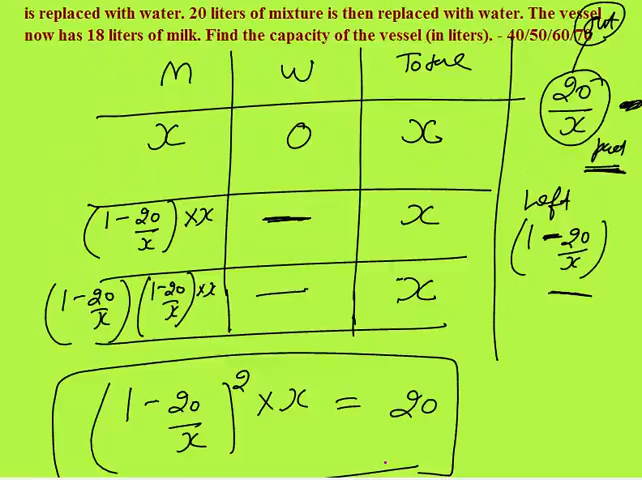 is replaced with water. 20 liters of mixture is then replaced with water. The vessel
now has 18 liters of milk. Find the capacity of the vessel (in liters). - 40/50/60/70
M W Total
x 0 x
20/x
part
(1-20/x)×x — x
Left
(1-20/x)
(1-20/x)(1-20/x)×x — x
(1-20/x)²×x = 20